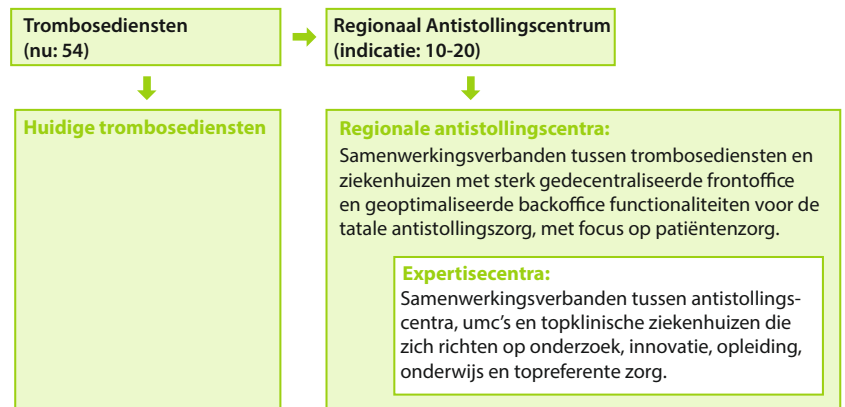 Trombosediensten
(nu: 54)
Regionaal Antistollingscentrum
(indicatie: 10-20)
Huidige trombosediensten
Regionale antistollingscentra:
Samenwerkingsverbanden tussen trombosediensten en
ziekenhuizen met sterk gedecentraliseerde frontoffice
en geoptimaliseerde backoffice functionaliteiten voor de
tatale antistollingszorg, met focus op patiëntenzorg.
Expertisecentra:
Samenwerkingsverbanden tussen antistollings-
centra, umc's en topklinische ziekenhuizen die
zich richten op onderzoek, innovatie, opleiding,
onderwijs en topreferente zorg.